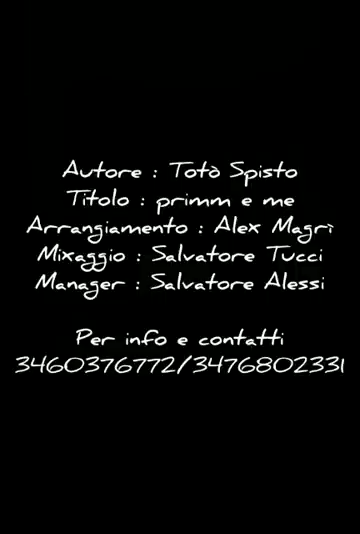 Autore : Totò Spisto
Titolo : primm e me
Arrangiamento : Alex Magrì
Mixaggio : Salvatore Tucci
Manager : Salvatore Alessi
Per info e contatti
3460376772/3476802331